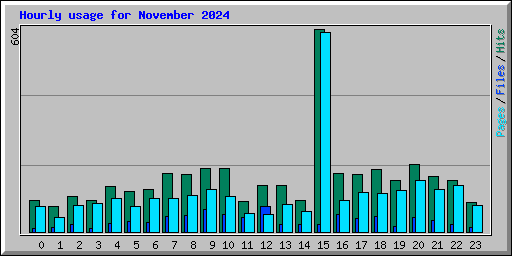 Hourly usage for November 2024
604
Pages / Files / Hits
0 1 2 3 4 5 6 7 8 9 10 11 12 13 14 15 16 17 18 19 20 21 22 23